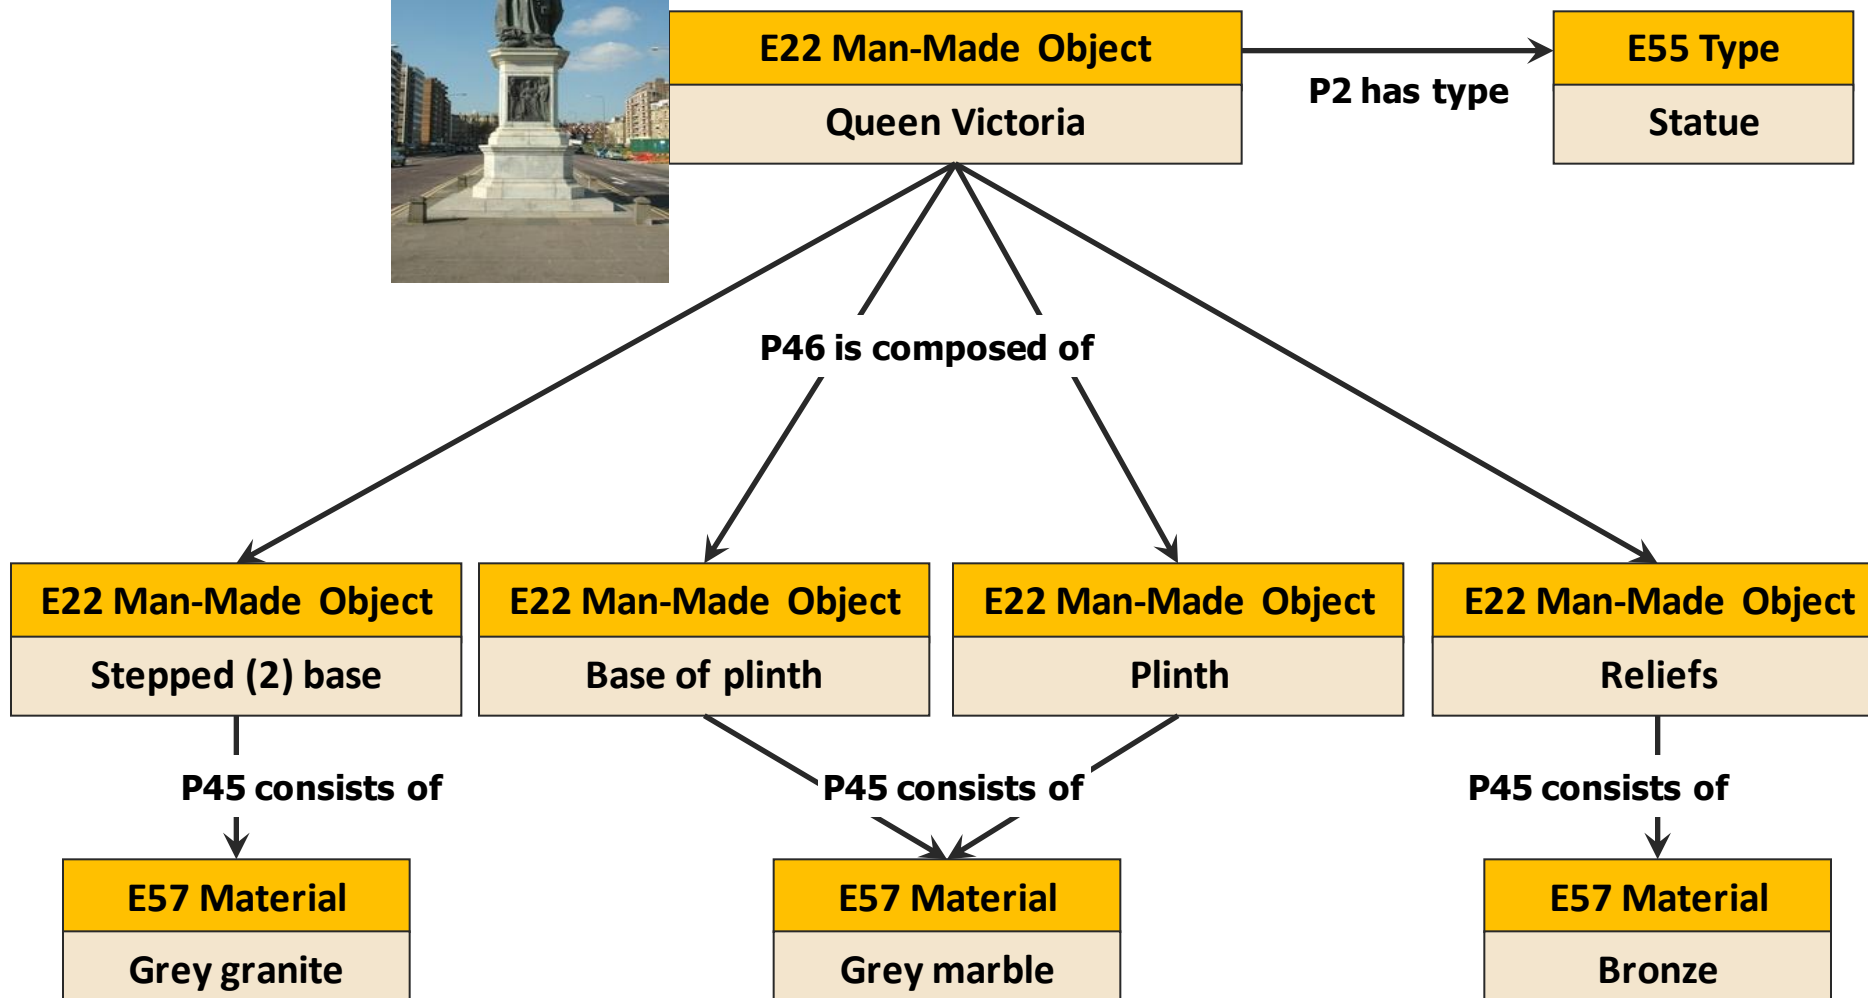 E22 Man-Made Object
E55 Type
P2 has type
Queen Victoria
Statue
P46 is composed of
E22 Man-Made Object
E22 Man-Made Object
E22 Man-Made Object
E22 Man-Made Object
Stepped (2) base
Base of plinth
Plinth
Reliefs
P45 consists of
P45 consists of
P45 consists of
E57 Material
E57 Material
E57 Material
Grey granite
Grey marble
Bronze